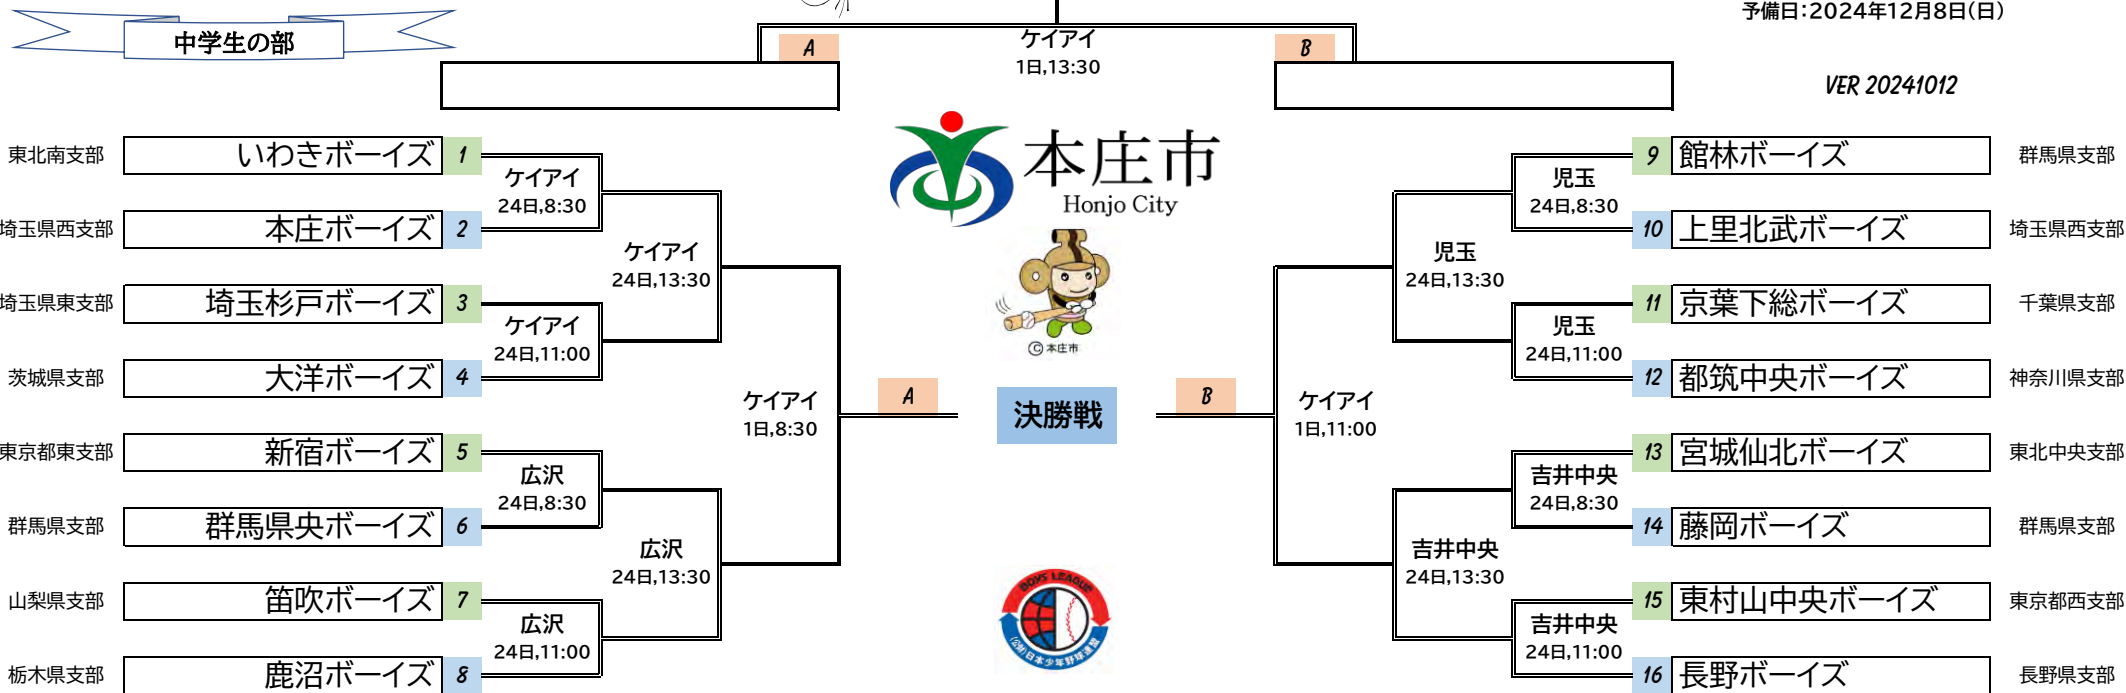 予備日：2024年12月8日（日）
中学生の部
A
ケイアイ
1日,13:30
B
VER 20241012
本庄市
Honjo City
東北南支部
いわきボーイズ 1
ケイアイ
24日,8:30
埼玉県西支部
本庄ボーイズ 2
ケイアイ
24日,13:30
埼玉県東支部
埼玉杉戸ボーイズ 3
ケイアイ
24日,11:00
茨城県支部
大洋ボーイズ 4
ケイアイ
1日,8:30
A
東京都東支部
新宿ボーイズ 5
広沢
24日,8:30
群馬県支部
群馬県央ボーイズ 6
広沢
24日,13:30
山梨県支部
笛吹ボーイズ 7
広沢
24日,11:00
栃木県支部
鹿沼ボーイズ 8
©本庄市
決勝戦
BOYS LEAGUE
(公財)日本少年野球連盟
9 館林ボーイズ
群馬県支部
児玉
24日,8:30
10 上里北武ボーイズ
埼玉県西支部
児玉
24日,13:30
11 京葉下総ボーイズ
千葉県支部
児玉
24日,11:00
12 都筑中央ボーイズ
神奈川県支部
B
ケイアイ
1日,11:00
13 宮城仙北ボーイズ
東北中央支部
吉井中央
24日,8:30
14 藤岡ボーイズ
群馬県支部
吉井中央
24日,13:30
15 東村山中央ボーイズ
東京都西支部
吉井中央
24日,11:00
16 長野ボーイズ
長野県支部